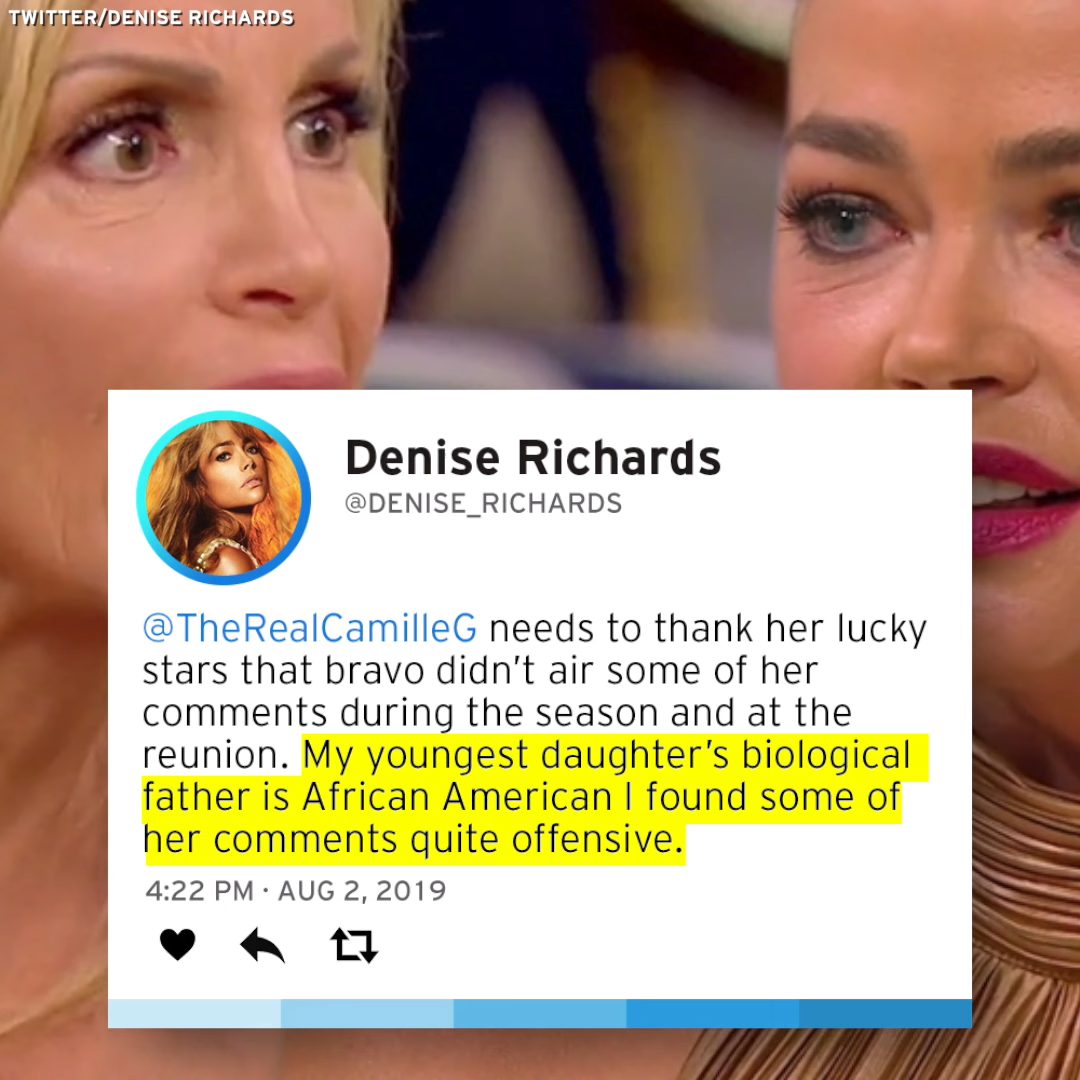 TWITTER/DENISE RICHARDS
Denise Richards
@DENISE_RICHARDS
@TheRealCamilleG needs to thank her lucky
stars that bravo didn't air some of her
comments during the season and at the
reunion. My youngest daughter's biological
father is African American I found some of
her comments quite offensive.
4:22 PM · AUG 2, 2019